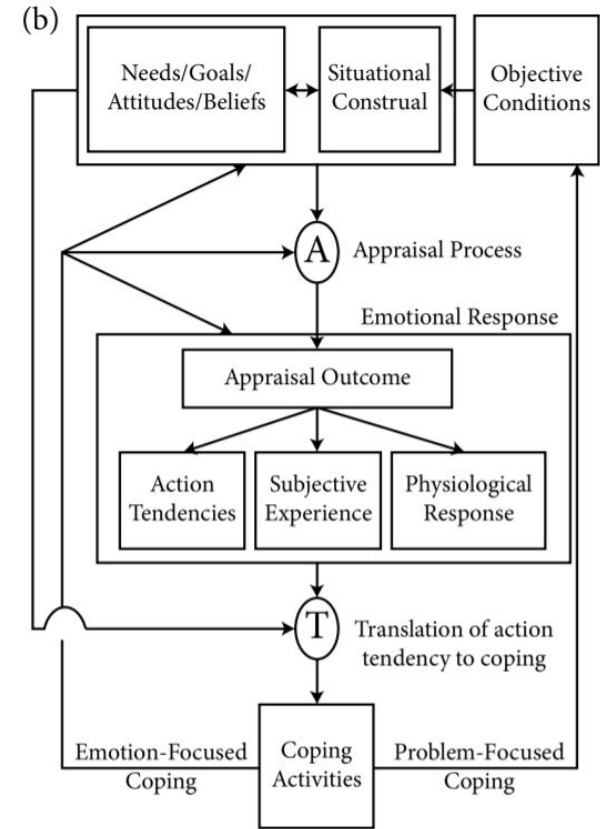 (b)
Needs/Goals/
Attitudes/Beliefs
Situational
Construal
Objective
Conditions
A
Appraisal Process
Emotional Response
Appraisal Outcome
Action
Tendencies
Subjective
Experience
Physiological
Response
T
Translation of action
tendency to coping
Emotion-Focused
Coping
Coping
Activities
Problem-Focused
Coping